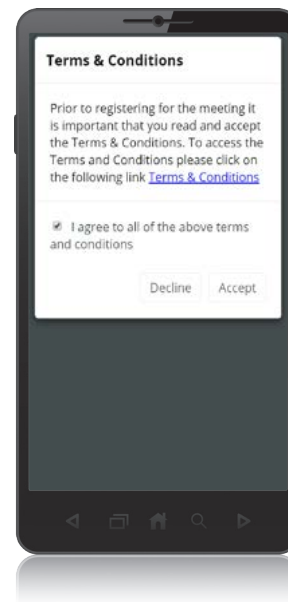 Terms & Conditions
Prior to registering for the meeting it
is important that you read and accept
the Terms & Conditions. To access the
Terms and Conditions please click on
the following link Terms & Conditions
I agree to all of the above terms
and conditions
Decline Accept